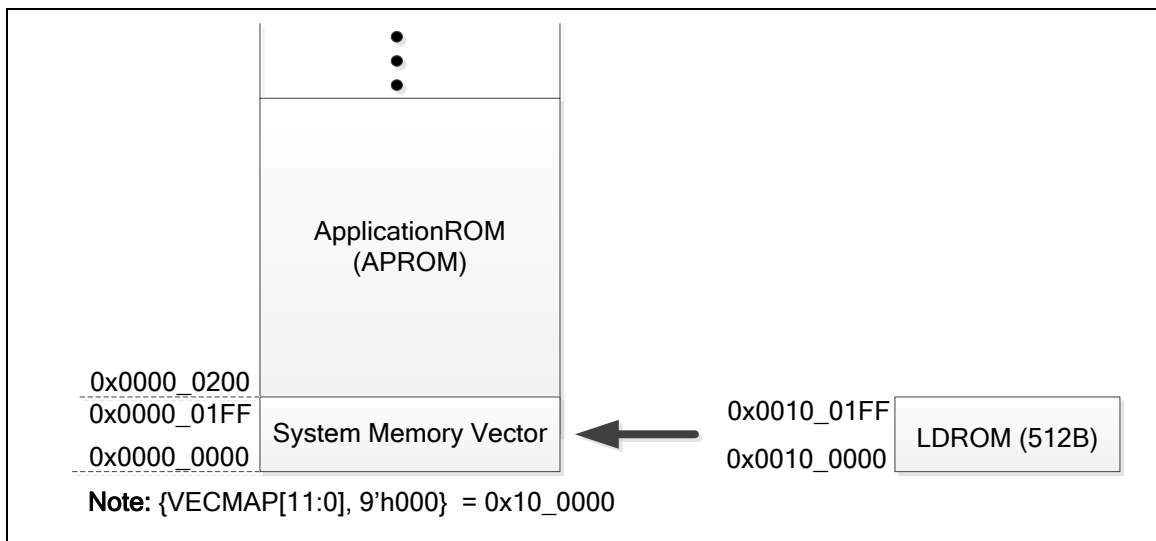 ApplicationROM
(APROM)
0x0000_0200
0x0000_01FF
System Memory Vector
0x0000_0000
0x0010_01FF
LDROM (512B)
0x0010_0000
Note: {VECMAP[11:0], 9’h000}  = 0x10_0000